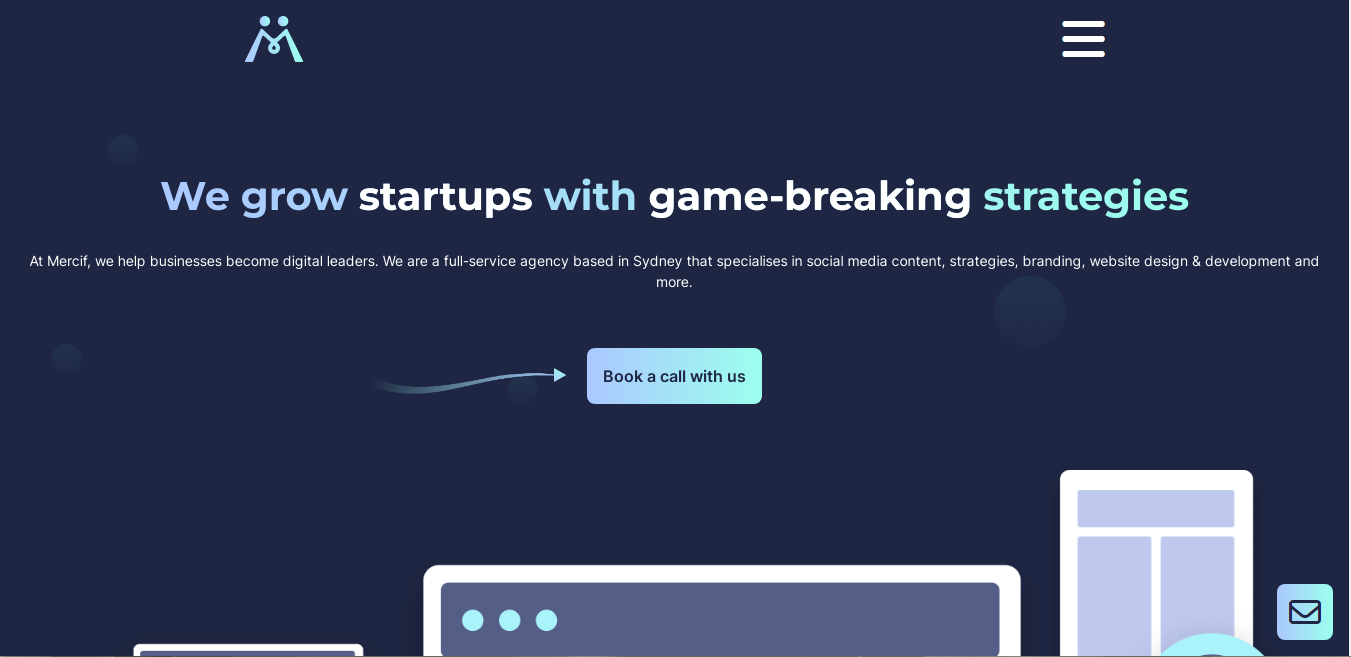 We grow startups with game-breaking strategies
At Mercif, we help businesses become digital leaders. We are a full-service agency based in Sydney that specialises in social media content, strategies, branding, website design & development and
more.
Book a call with us